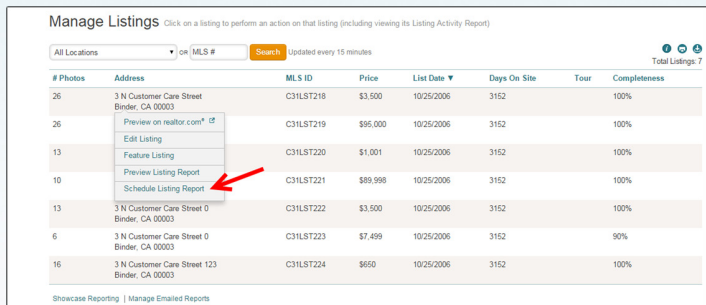 Manage Listings Click on a listing to perform an action on that listing (including viewing its Listing Activity Report)
All Locations OR MLS # Search Updated every 15 minutes
Total Listings: 7
# Photos Address MLS ID Price List Date ▼ Days On Site Tour Completeness
26 3 N Customer Care Street C31LST218 $3,500 10/25/2006 3152 100%
Binder, CA 00003
Preview on realtor.com®
26 C31LST219 $95,000 10/25/2006 3152 100%
Edit Listing
13 Feature Listing C31LST220 $1,001 10/25/2006 3152 100%
Preview Listing Report
10 C31LST221 $89,998 10/25/2006 3152 100%
Schedule Listing Report
13 3 N Customer Care Street 0 C31LST222 $3,500 10/25/2006 3152 100%
Binder, CA 00003
6 3 N Customer Care Street 0 C31LST223 $7,499 10/25/2006 3152 90%
Binder, CA 00003
16 3 N Customer Care Street 123 C31LST224 $650 10/25/2006 3152 100%
Binder, CA 00003
Showcase Reporting | Manage Emailed Reports